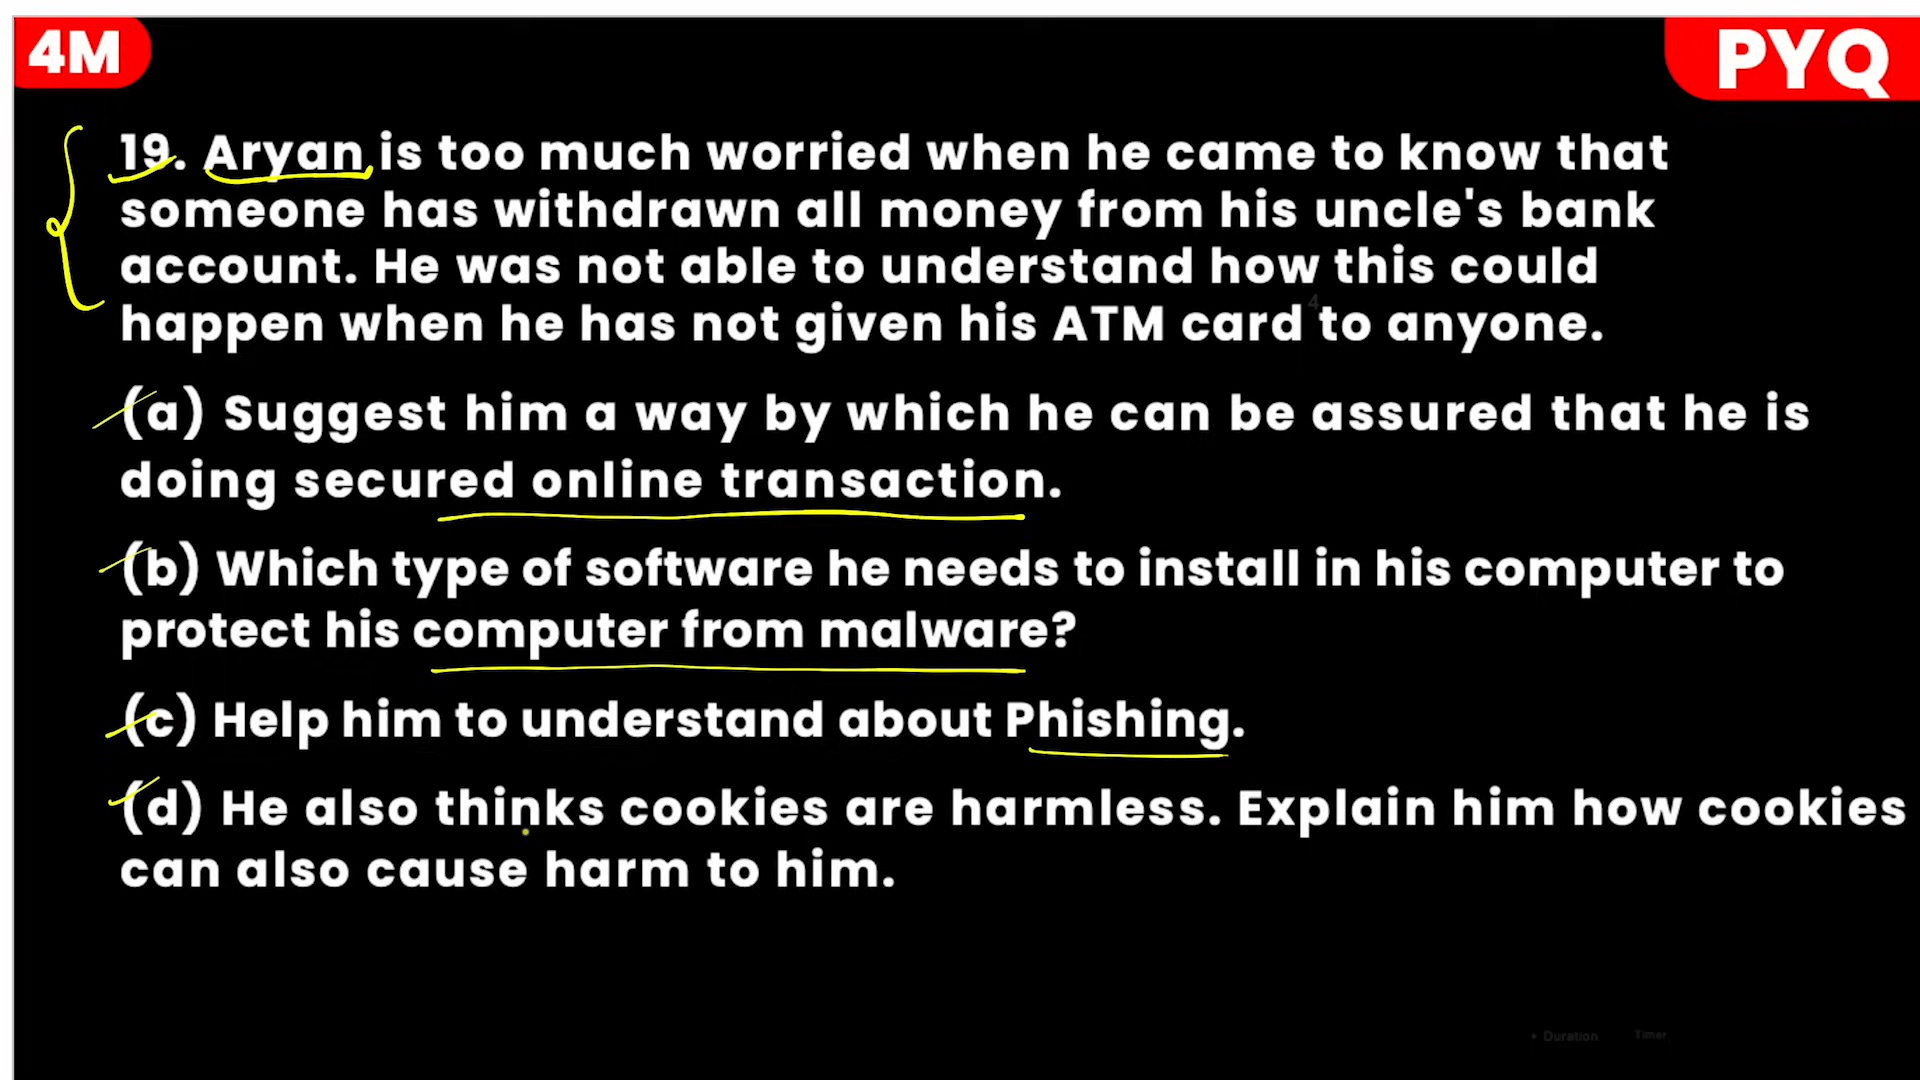 4M
PYQ
19. Aryan is too much worried when he came to know that
someone has withdrawn all money from his uncle's bank
account. He was not able to understand how this could
happen when he has not given his ATM card to anyone.
4
(a) Suggest him a way by which he can be assured that he is
doing secured online transaction.
(b) Which type of software he needs to install in his computer to
protect his computer from malware?
(c) Help him to understand about Phishing.
(d) He also thinks cookies are harmless. Explain him how cookies
can also cause harm to him.
• Duration Timer